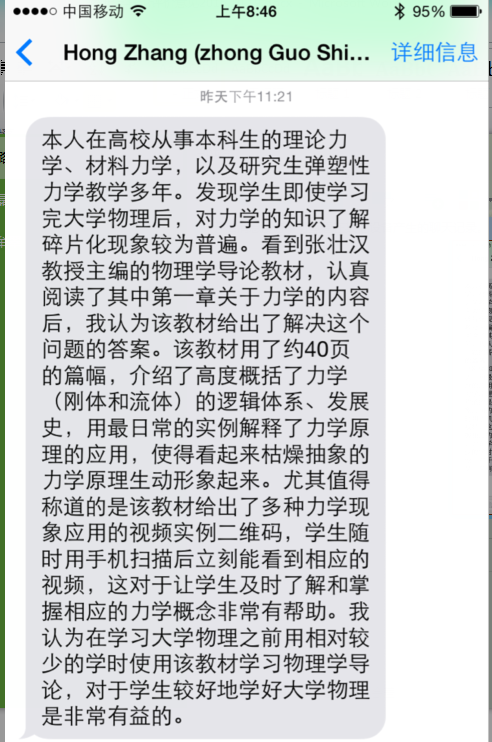 中国移动 上午8:46 95%
Hong Zhang (zhong Guo Shi... 详细信息
昨天下午11:21
本人在高校从事本科生的理论力
学、材料力学，以及研究生弹塑性
力学教学多年。发现学生即使学习
完大学物理后，对力学的知识了解
碎片化现象较为普遍。看到张壮汉
教授主编的物理学导论教材，认真
阅读了其中第一章关于力学的内容
后，我认为该教材给出了解决这个
问题的答案。该教材用了约40页
的篇幅，介绍了高度概括了力学
（刚体和流体）的逻辑体系、发展
史，用最日常的实例解释了力学原
理的应用，使得看起来枯燥抽象的
力学原理生动形象起来。尤其值得
称道的是该教材给出了多种力学现
象应用的视频实例二维码，学生随
时用手机扫描后立刻能看到相应的
视频，这对于让学生及时了解和掌
握相应的力学概念非常有帮助。我
认为在学习大学物理之前用相对较
少的学时使用该教材学习物理学导
论，对于学生较好地学好大学物理
是非常有益的。